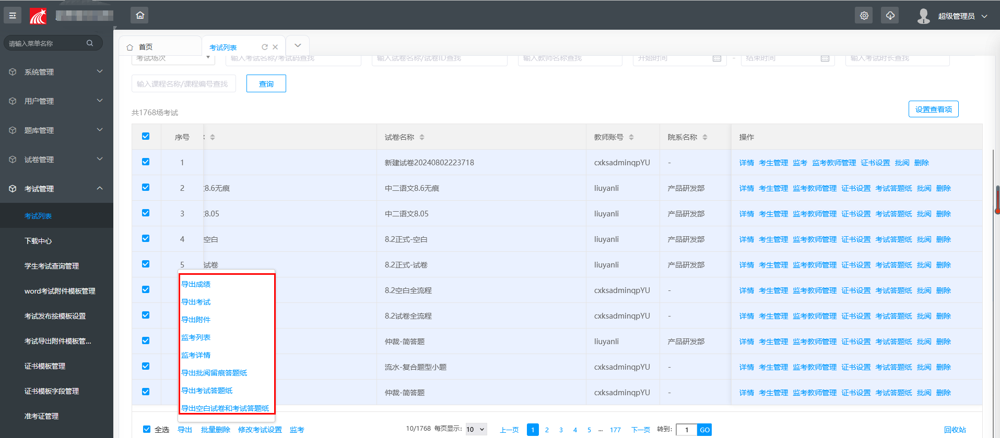 超级管理员
请输入菜单名称
首页
考试列表
系统管理
用户管理
题库管理
试卷管理
考试管理
考试列表
下载中心
学生考试查询管理
word考试附件模板管理
考试发布按模板设置
考试导出附件模板管...
证书模板管理
证书模板字段管理
准考证管理
考试场次 输入考试名称/考试码查找 输入试卷名称/试卷ID查找 输入教师名称查找 开始时间 - 结束时间 输入考试时长查找
输入课程名称/课程编号查找 查询
共1768场考试 设置查看项
序号 试卷名称 教师账号 院系名称 操作
1 新建试卷20240802223718 cxksadminqpYU - 详情 考生管理 监考 监考教师管理 证书设置 批阅 删除
2 8.6无痕 中二语文8.6无痕 liuyanli 产品研发部 详情 考生管理 监考教师管理 证书设置 考试答题纸 批阅 删除
3 8.05 中二语文8.05 liuyanli 产品研发部 详情 考生管理 监考教师管理 证书设置 考试答题纸 批阅 删除
4 空白 8.2正式-空白 liuyanli 产品研发部 详情 考生管理 监考教师管理 证书设置 考试答题纸 批阅 删除
5 试卷 8.2正式-试卷 liuyanli 产品研发部 详情 考生管理 监考教师管理 证书设置 考试答题纸 批阅 删除
8.2空白全流程 cxksadminqpYU - 详情 考生管理 监考教师管理 证书设置 考试答题纸 批阅 删除
8.2试卷全流程 cxksadminqpYU - 详情 考生管理 监考教师管理 证书设置 考试答题纸 批阅 删除
仲裁-简答题 liuyanli 产品研发部 详情 考生管理 监考教师管理 证书设置 考试答题纸 批阅 删除
流水-复合题型小题 cxksadminqpYU - 详情 考生管理 监考教师管理 证书设置 考试答题纸 批阅 删除
仲裁-简答题 cxksadminqpYU - 详情 考生管理 监考教师管理 证书设置 考试答题纸 批阅 删除
导出成绩
导出考试
导出附件
监考列表
监考详情
导出批阅留痕答题纸
导出考试答题纸
导出空白试卷和考试答题纸
全选 导出 批量删除 修改考试设置 监考 10/1768 每页显示: 10 上一页 1 2 3 4 5 ... 177 下一页 转到: 1 GO 回收站